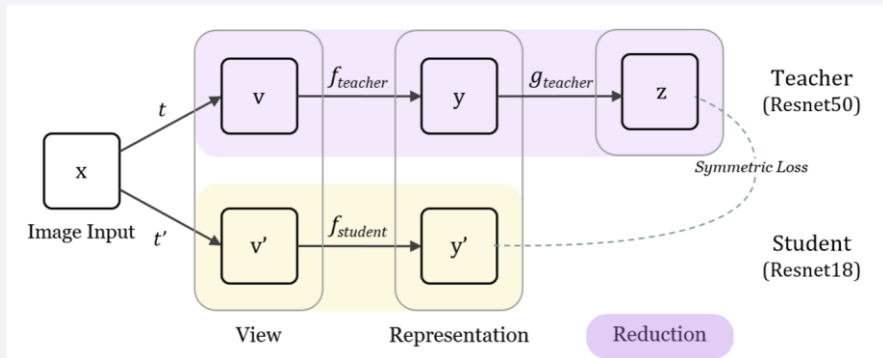 t
v
f_teacher
y
g_teacher
z
Teacher
(Resnet50)
x
Image Input
Symmetric Loss
t'
v'
f_student
y'
Student
(Resnet18)
View
Representation
Reduction